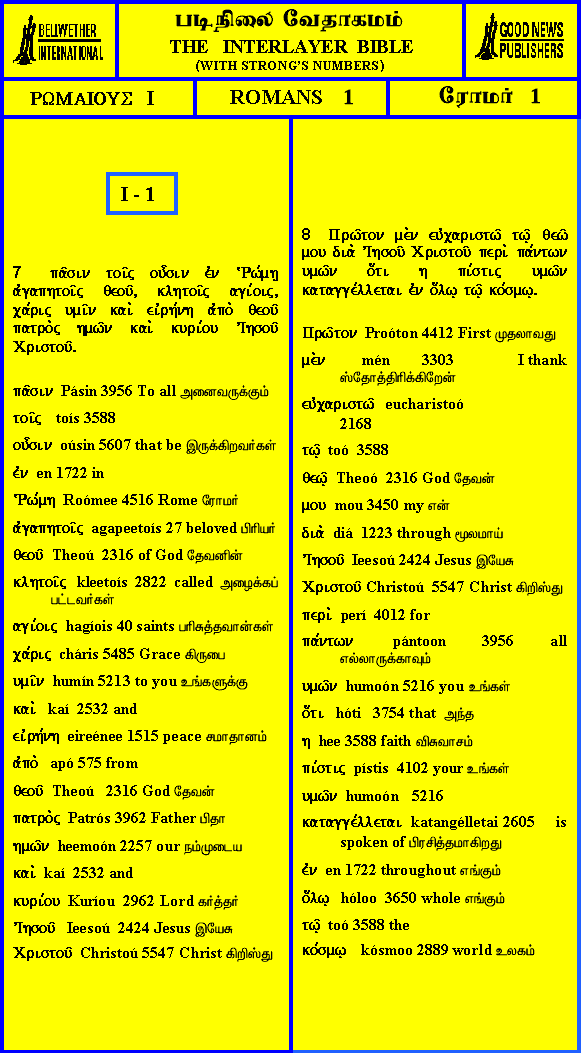 BELLWETHER
INTERNATIONAL
படிநிலை வேதாகமம்
THE INTERLAYER BIBLE
(WITH STRONG'S NUMBERS)
GOOD NEWS
PUBLISHERS
ΡΩΜΑΙΟΥΣ I
ROMANS 1
ரோமர் 1
I - 1
7 πᾶσιν τοῖς οὖσιν ἐν Ῥώμῃ
ἀγαπητοῖς θεοῦ, κλητοῖς αγίοις,
χάρις υμῖν καὶ εἰρήνη ἀπὸ θεοῦ
πατρὸς ημῶν καὶ κυρίου Ἰησοῦ
Χριστοῦ.
πᾶσιν Pásin 3956 To all அனைவருக்கும்
τοῖς toís 3588
οὖσιν oúsin 5607 that be இருக்கிறவர்கள்
ἐν en 1722 in
Ῥώμῃ Roómee 4516 Rome ரோமர்
ἀγαπητοῖς agapeetoís 27 beloved பிரியர்
θεοῦ Theoú 2316 of God தேவனின்
κλητοῖς kleetoís 2822 called அழைக்கப்
பட்டவர்கள்
αγίοις hagíois 40 saints பரிசுத்தவான்கள்
χάρις cháris 5485 Grace கிருபை
υμῖν humín 5213 to you உங்களுக்கு
καὶ kaí 2532 and
εἰρήνη eireénee 1515 peace சமாதானம்
ἀπὸ apó 575 from
θεοῦ Theoú 2316 God தேவன்
πατρὸς Patrós 3962 Father பிதா
ημῶν heemoón 2257 our நம்முடைய
καὶ kaí 2532 and
κυρίου Kuríou 2962 Lord கர்த்தர்
Ἰησοῦ Ieesoú 2424 Jesus இயேசு
Χριστοῦ Christoú 5547 Christ கிறிஸ்து
8 Πρῶτον μὲν εὐχαριστῶ τῷ θεῷ
μου διὰ Ἰησοῦ Χριστοῦ περὶ πάντων
υμῶν ὅτι η πίστις υμῶν
καταγγέλλεται ἐν ὅλῳ τῷ κόσμῳ.
Πρῶτον Proóton 4412 First முதலாவது
μὲν mén 3303 I thank
ஸ்தோத்திரிக்கிறேன்
εὐχαριστῶ eucharistoó
2168
τῷ toó 3588
θεῷ Theoó 2316 God தேவன்
μου mou 3450 my என்
διὰ diá 1223 through மூலமாய்
Ἰησοῦ Ieesoú 2424 Jesus இயேசு
Χριστοῦ Christoú 5547 Christ கிறிஸ்து
περὶ perí 4012 for
πάντων pántoon 3956 all
எல்லாருக்காவும்
υμῶν humoón 5216 you உங்கள்
ὅτι hóti 3754 that அந்த
η hee 3588 faith விசுவாசம்
πίστις pístis 4102 your உங்கள்
υμῶν humoón 5216
καταγγέλλεται katangélletai 2605 is
spoken of பிரசித்தமாகிறது
ἐν en 1722 throughout எங்கும்
ὅλῳ hóloo 3650 whole எங்கும்
τῷ toó 3588 the
κόσμῳ kósmoo 2889 world உலகம்